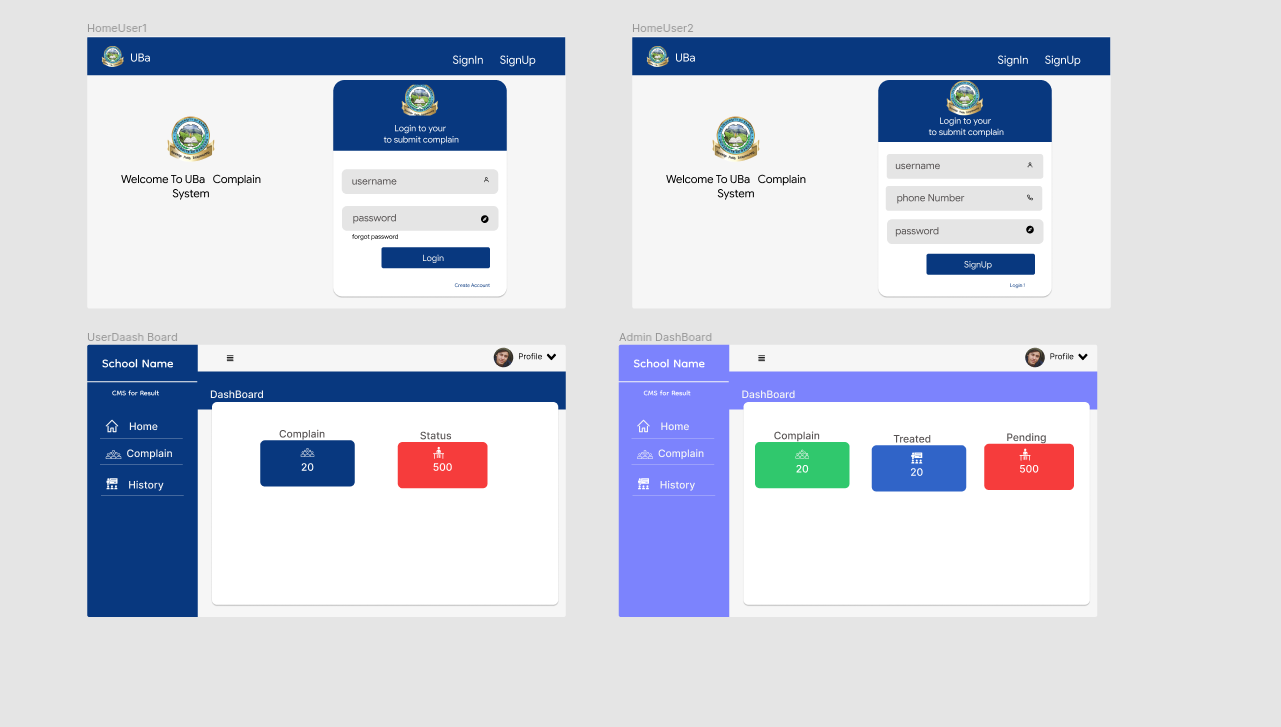 HomeUser1
UBa
SignIn SignUp
Welcome To UBa Complain
System
Login to your
to submit complain
username
password
forgot password
Login
Create Account
HomeUser2
UBa
SignIn SignUp
Welcome To UBa Complain
System
Login to your
to submit complain
username
phone Number
password
SignUp
Login !
UserDaash Board
School Name
Profile
CMS for Result
DashBoard
Home
Complain
History
Complain
20
Status
500
Admin DashBoard
School Name
Profile
CMS for Result
DashBoard
Home
Complain
History
Complain
20
Treated
20
Pending
500